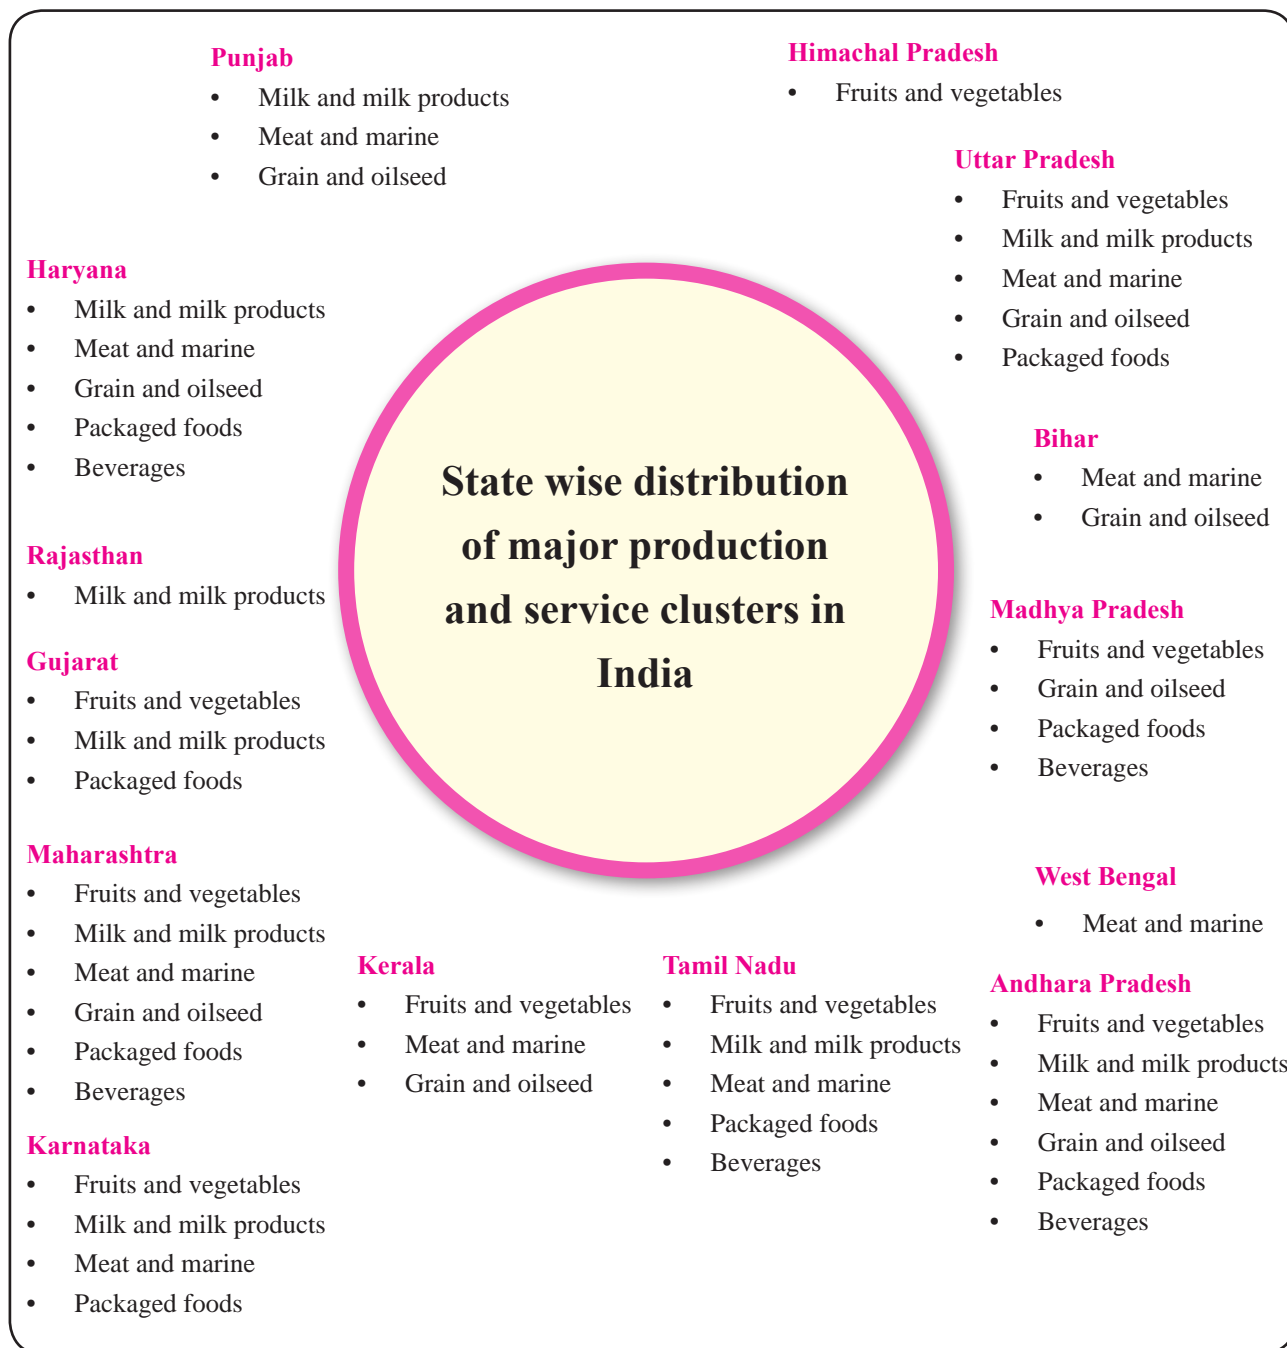 Punjab
• Milk and milk products
• Meat and marine
• Grain and oilseed
Himachal Pradesh
• Fruits and vegetables
Uttar Pradesh
• Fruits and vegetables
• Milk and milk products
• Meat and marine
• Grain and oilseed
• Packaged foods
Haryana
• Milk and milk products
• Meat and marine
• Grain and oilseed
• Packaged foods
• Beverages
State wise distribution
of major production
and service clusters in
India
Bihar
• Meat and marine
• Grain and oilseed
Rajasthan
• Milk and milk products
Madhya Pradesh
• Fruits and vegetables
• Grain and oilseed
• Packaged foods
• Beverages
Gujarat
• Fruits and vegetables
• Milk and milk products
• Packaged foods
Maharashtra
• Fruits and vegetables
• Milk and milk products
• Meat and marine
• Grain and oilseed
• Packaged foods
• Beverages
West Bengal
• Meat and marine
Kerala
• Fruits and vegetables
• Meat and marine
• Grain and oilseed
Tamil Nadu
• Fruits and vegetables
• Milk and milk products
• Meat and marine
• Packaged foods
• Beverages
Andhara Pradesh
• Fruits and vegetables
• Milk and milk products
• Meat and marine
• Grain and oilseed
• Packaged foods
• Beverages
Karnataka
• Fruits and vegetables
• Milk and milk products
• Meat and marine
• Packaged foods